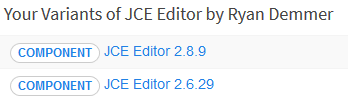 Your Variants of JCE Editor by Ryan Demmer
COMPONENT JCE Editor 2.8.9
COMPONENT JCE Editor 2.6.29